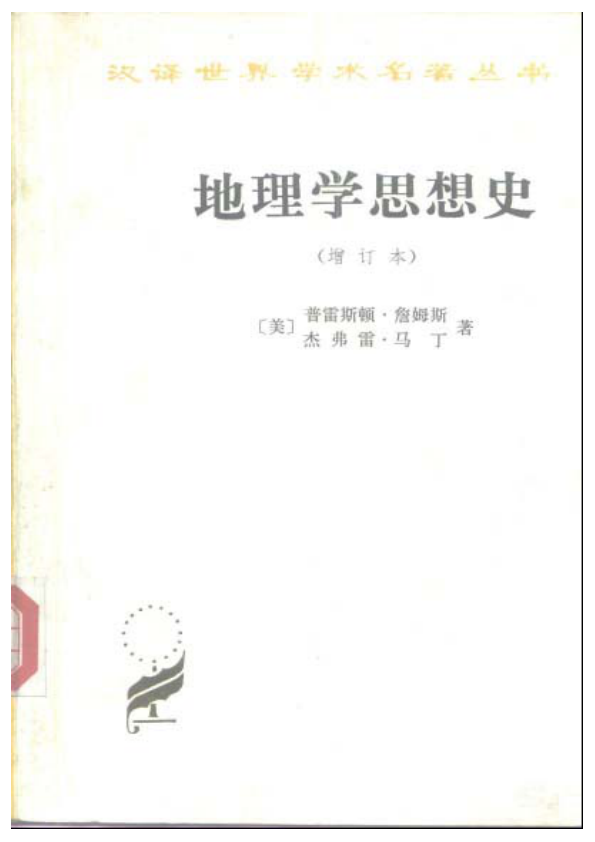 汉译世界学术名著丛书
地理学思想史
（增订本）
〔美〕普雷斯顿·詹姆斯
杰弗雷·马丁 著